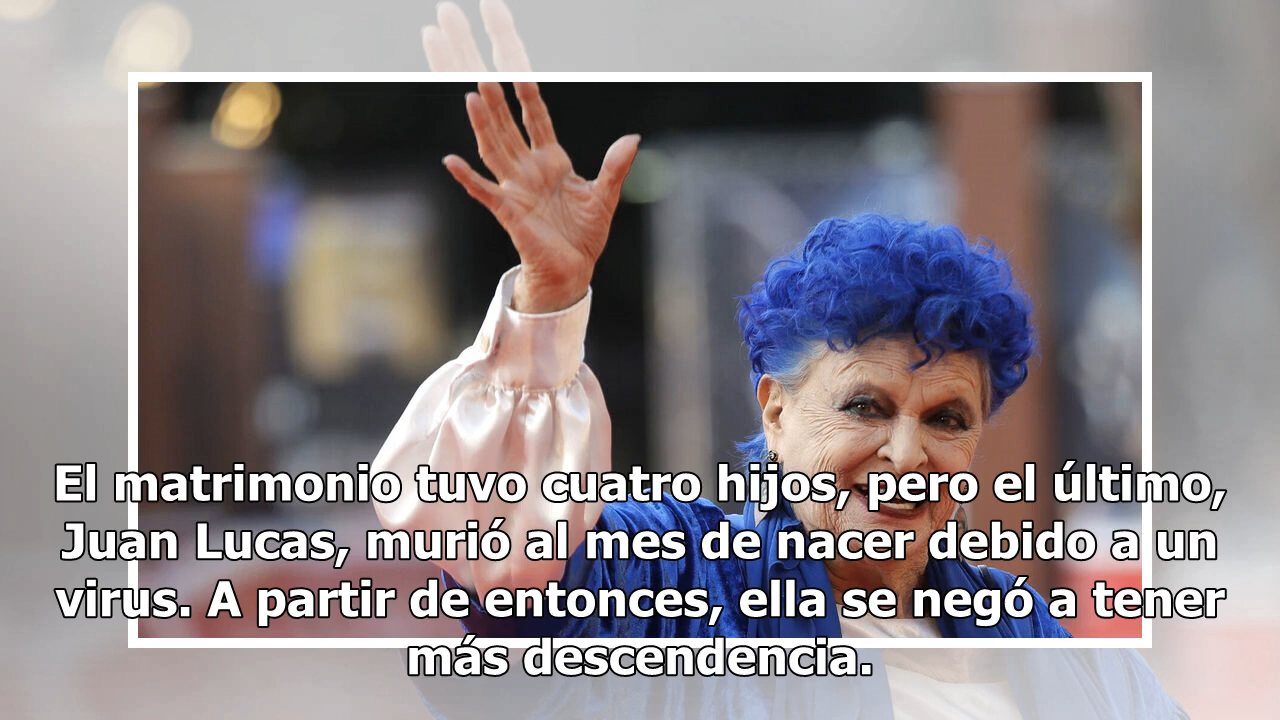 El matrimonio tuvo cuatro hijos, pero el último,
Juan Lucas, murió al mes de nacer debido a un
virus. A partir de entonces, ella se negó a tener
más descendencia.